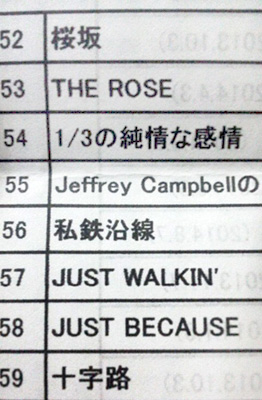 52 桜坂
53 THE ROSE
54 1/3の純情な感情
55 Jeffrey Campbellの
56 私鉄沿線
57 JUST WALKIN'
58 JUST BECAUSE
59 十字路